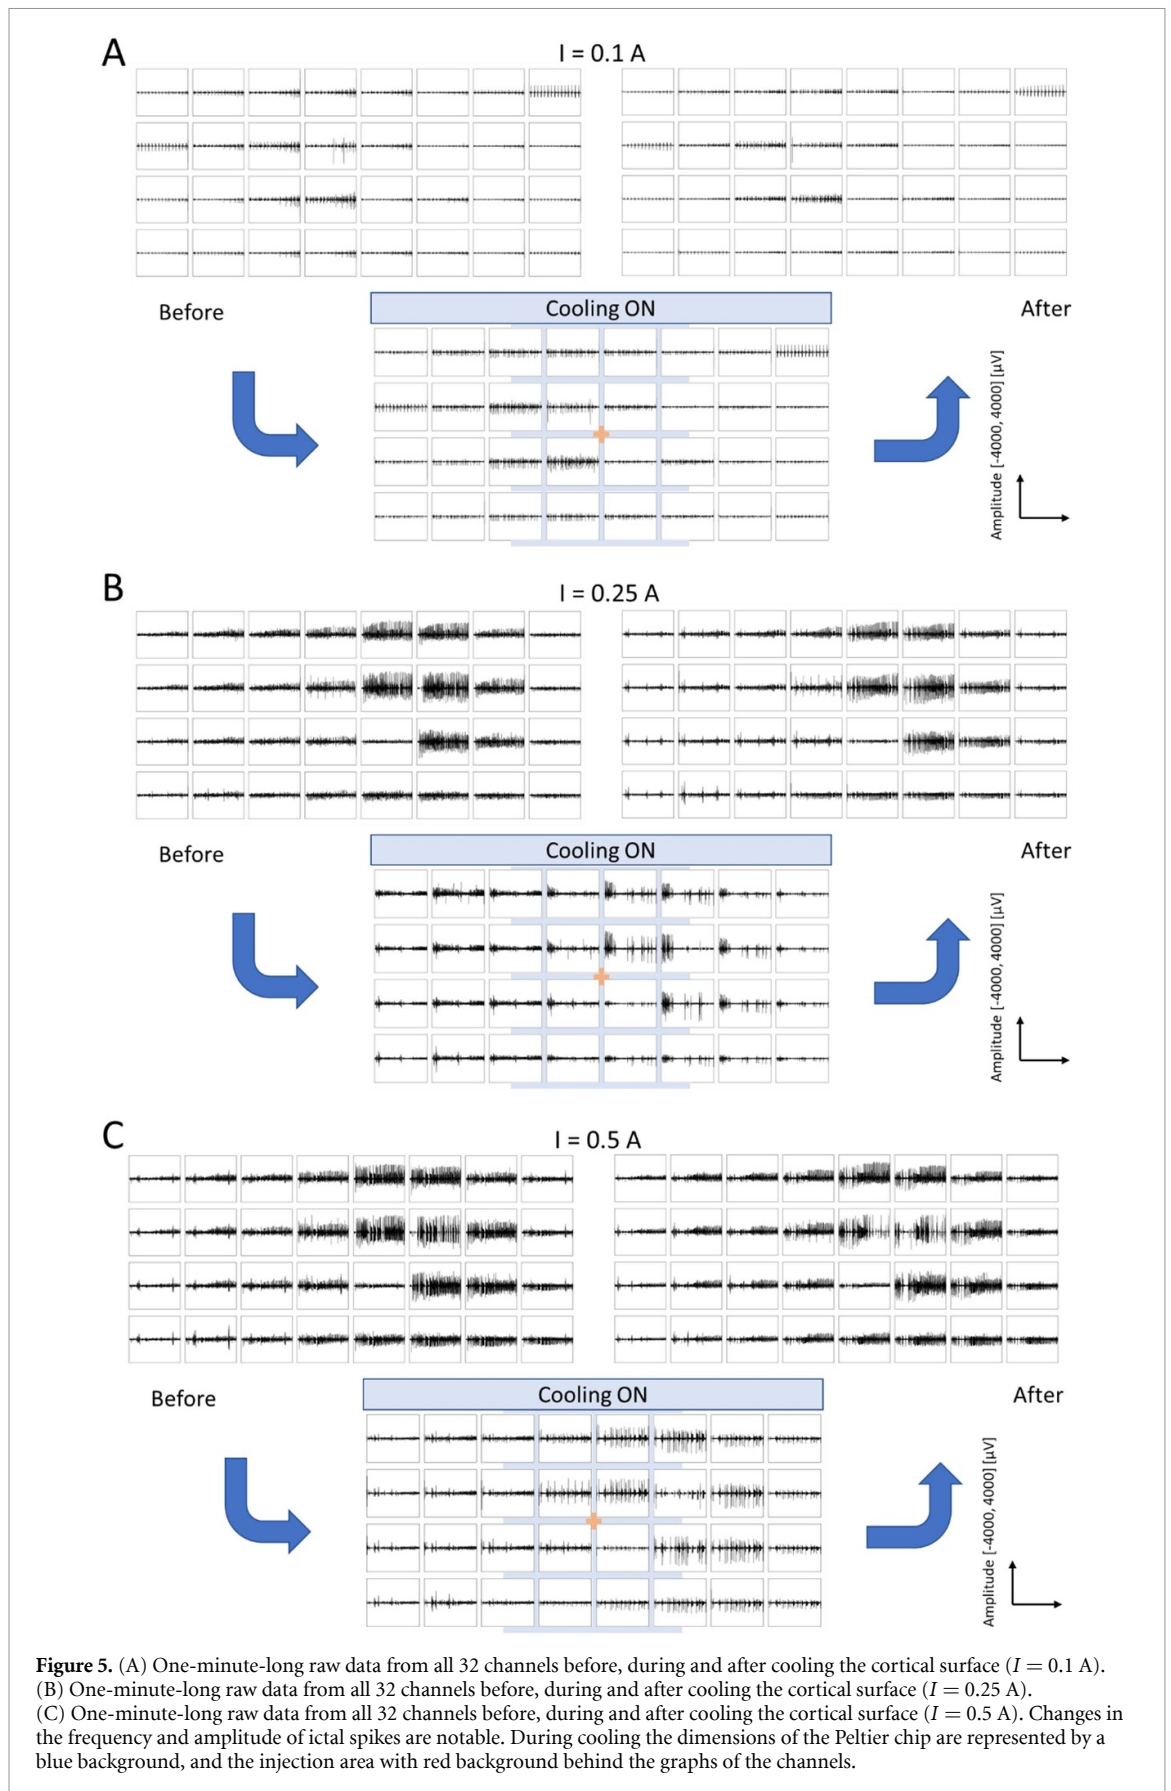 A
I = 0.1 A
Before
Cooling ON
After
Amplitude [-4000, 4000] [µV]
B
I = 0.25 A
Before
Cooling ON
After
Amplitude [-4000, 4000] [µV]
C
I = 0.5 A
Before
Cooling ON
After
Amplitude [-4000, 4000] [µV]
Figure 5. (A) One-minute-long raw data from all 32 channels before, during and after cooling the cortical surface (I = 0.1 A).
(B) One-minute-long raw data from all 32 channels before, during and after cooling the cortical surface (I = 0.25 A).
(C) One-minute-long raw data from all 32 channels before, during and after cooling the cortical surface (I = 0.5 A). Changes in
the frequency and amplitude of ictal spikes are notable. During cooling the dimensions of the Peltier chip are represented by a
blue background, and the injection area with red background behind the graphs of the channels.